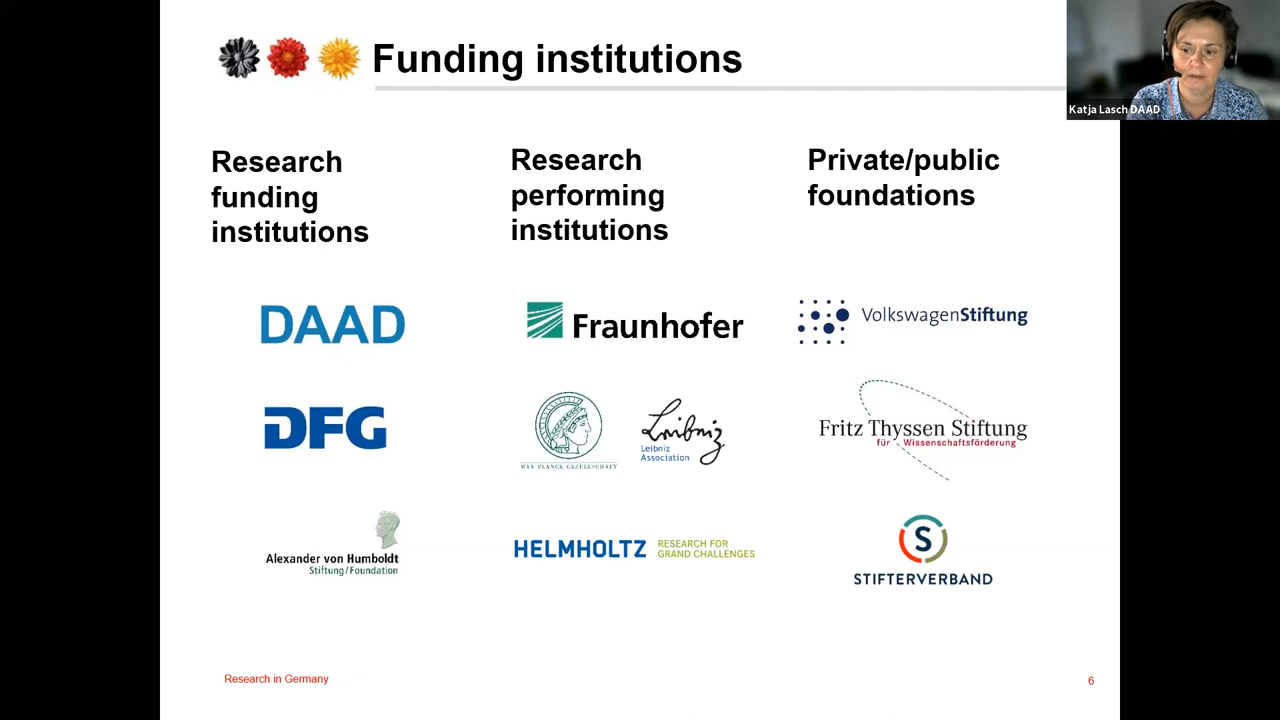 Funding institutions
Katja Lasch DAAD
Research
funding
institutions
DAAD
DFG
Alexander von Humboldt
Stiftung/Foundation
Research
performing
institutions
Fraunhofer
MAX PLANCK GESELLSCHAFT
Leibniz
Leibniz
Association
HELMHOLTZ
RESEARCH FOR
GRAND CHALLENGES
Private/public
foundations
VolkswagenStiftung
Fritz Thyssen Stiftung
für Wissenschaftsförderung
S
STIFTERVERBAND
Research in Germany
6